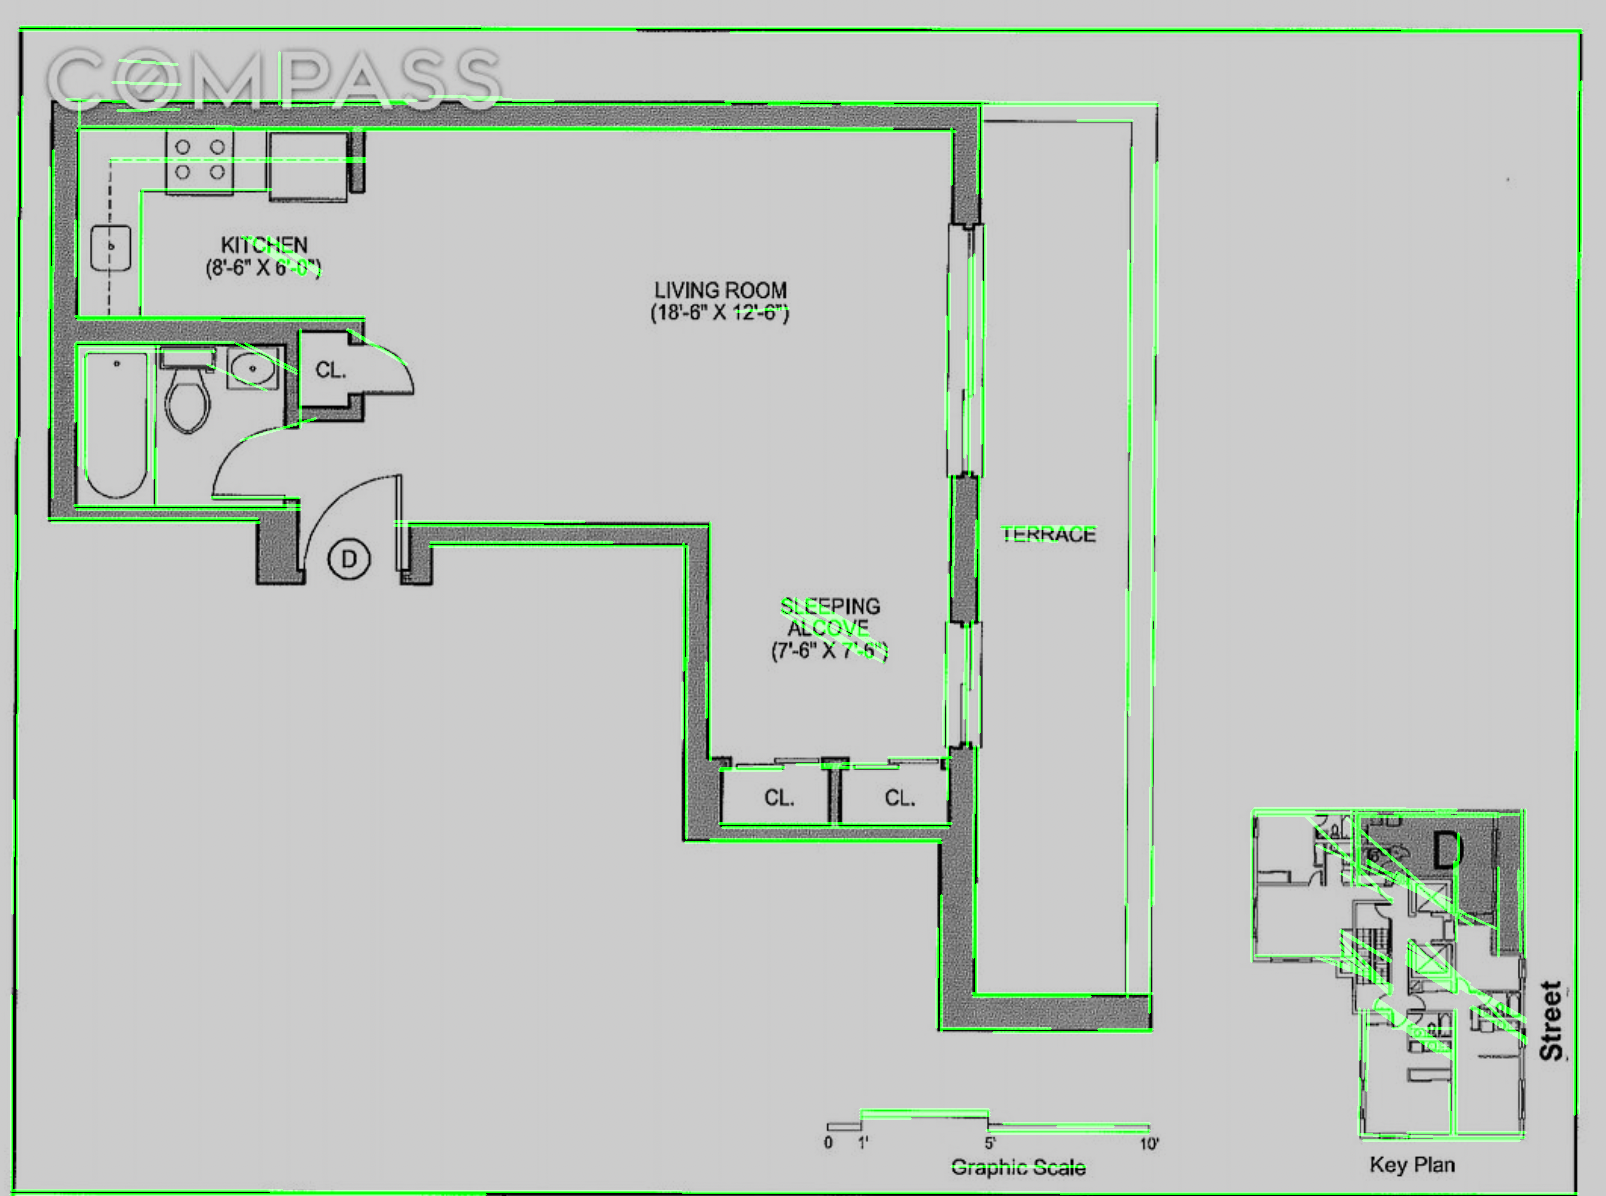 COMPASS
KITCHEN
(8'-6" X 6'-0")
LIVING ROOM
(18'-6" X 12'-6")
CL.
D
TERRACE
SLEEPING
ALCOVE
(7'-6" X 7'-6")
CL.
CL.
D
Street
0 1' 5' 10'
Graphic Scale
Key Plan